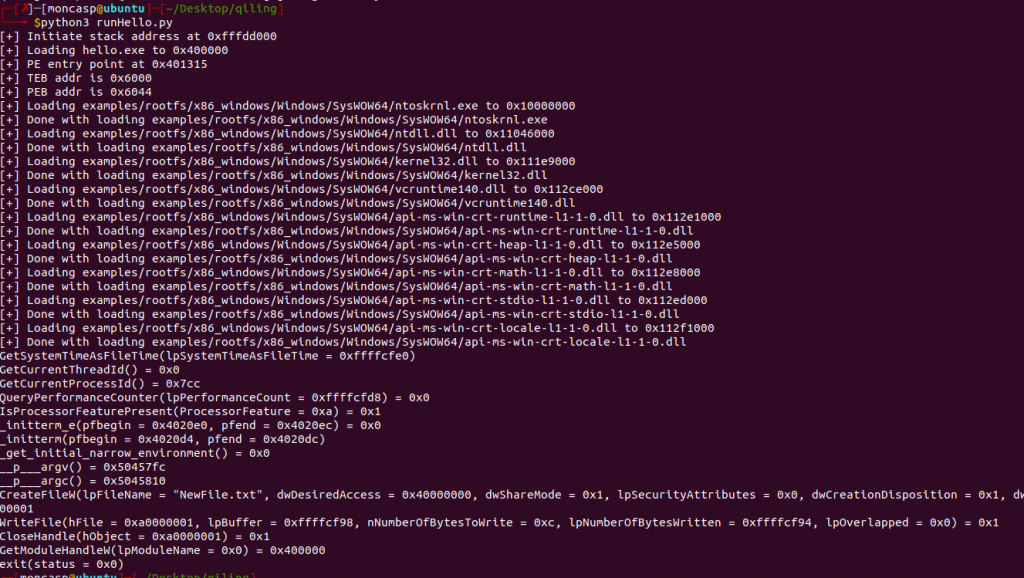 ┌─[✗]─[moncasp@ubuntu]─[~/Desktop/qiling]
└──╼ $python3 runHello.py
[+] Initiate stack address at 0xfffdd000
[+] Loading hello.exe to 0x400000
[+] PE entry point at 0x401315
[+] TEB addr is 0x6000
[+] PEB addr is 0x6044
[+] Loading examples/rootfs/x86_windows/Windows/SysWOW64/ntoskrnl.exe to 0x10000000
[+] Done with loading examples/rootfs/x86_windows/Windows/SysWOW64/ntoskrnl.exe
[+] Loading examples/rootfs/x86_windows/Windows/SysWOW64/ntdll.dll to 0x11046000
[+] Done with loading examples/rootfs/x86_windows/Windows/SysWOW64/ntdll.dll
[+] Loading examples/rootfs/x86_windows/Windows/SysWOW64/kernel32.dll to 0x111e9000
[+] Done with loading examples/rootfs/x86_windows/Windows/SysWOW64/kernel32.dll
[+] Loading examples/rootfs/x86_windows/Windows/SysWOW64/vcruntime140.dll to 0x112ce000
[+] Done with loading examples/rootfs/x86_windows/Windows/SysWOW64/vcruntime140.dll
[+] Loading examples/rootfs/x86_windows/Windows/SysWOW64/api-ms-win-crt-runtime-l1-1-0.dll to 0x112e1000
[+] Done with loading examples/rootfs/x86_windows/Windows/SysWOW64/api-ms-win-crt-runtime-l1-1-0.dll
[+] Loading examples/rootfs/x86_windows/Windows/SysWOW64/api-ms-win-crt-heap-l1-1-0.dll to 0x112e5000
[+] Done with loading examples/rootfs/x86_windows/Windows/SysWOW64/api-ms-win-crt-heap-l1-1-0.dll
[+] Loading examples/rootfs/x86_windows/Windows/SysWOW64/api-ms-win-crt-math-l1-1-0.dll to 0x112e8000
[+] Done with loading examples/rootfs/x86_windows/Windows/SysWOW64/api-ms-win-crt-math-l1-1-0.dll
[+] Loading examples/rootfs/x86_windows/Windows/SysWOW64/api-ms-win-crt-stdio-l1-1-0.dll to 0x112ed000
[+] Done with loading examples/rootfs/x86_windows/Windows/SysWOW64/api-ms-win-crt-stdio-l1-1-0.dll
[+] Loading examples/rootfs/x86_windows/Windows/SysWOW64/api-ms-win-crt-locale-l1-1-0.dll to 0x112f1000
[+] Done with loading examples/rootfs/x86_windows/Windows/SysWOW64/api-ms-win-crt-locale-l1-1-0.dll
GetSystemTimeAsFileTime(lpSystemTimeAsFileTime = 0xffffcfe0)
GetCurrentThreadId() = 0x0
GetCurrentProcessId() = 0x7cc
QueryPerformanceCounter(lpPerformanceCount = 0xffffcfd8) = 0x0
IsProcessorFeaturePresent(ProcessorFeature = 0xa) = 0x1
_initterm_e(pfbegin = 0x4020e0, pfend = 0x4020ec) = 0x0
_initterm(pfbegin = 0x4020d4, pfend = 0x4020dc)
_get_initial_narrow_environment() = 0x0
__p___argv() = 0x50457fc
__p___argc() = 0x5045810
CreateFileW(lpFileName = "NewFile.txt", dwDesiredAccess = 0x40000000, dwShareMode = 0x1, lpSecurityAttributes = 0x0, dwCreationDisposition = 0x1, dw
00001
WriteFile(hFile = 0xa0000001, lpBuffer = 0xffffcf98, nNumberOfBytesToWrite = 0xc, lpNumberOfBytesWritten = 0xffffcf94, lpOverlapped = 0x0) = 0x1
CloseHandle(hObject = 0xa0000001) = 0x1
GetModuleHandleW(lpModuleName = 0x0) = 0x400000
exit(status = 0x0)
[moncasp@ubuntu]─[~/Desktop/qiling]